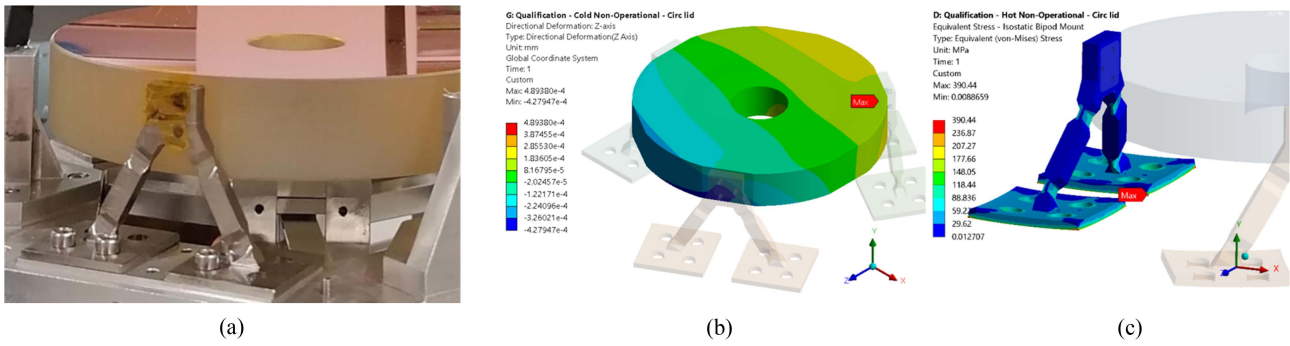 G: Qualification - Cold Non-Operational - Circ lid
Directional Deformation: Z-axis
Type: Directional Deformation(Z Axis)
Unit: mm
Global Coordinate System
Time: 1
Custom
Max: 4.89380e-4
Min: -4.27947e-4
4.89380e-4
3.87455e-4
2.85530e-4
1.83605e-4
8.16795e-5
-2.02457e-5
-1.22171e-4
-2.24096e-4
-3.26021e-4
-4.27947e-4
Max
Y
Z
X
D: Qualification - Hot Non-Operational - Circ lid
Equivalent Stress - Isostatic Bipod Mount
Type: Equivalent (von-Mises) Stress
Unit: MPa
Time: 1
Custom
Max: 390.44
Min: 0.0088659
390.44
236.87
207.27
177.66
148.05
118.44
88.836
59.22
29.62
0.012707
Max
Y
Z
X
(a)
(b)
(c)